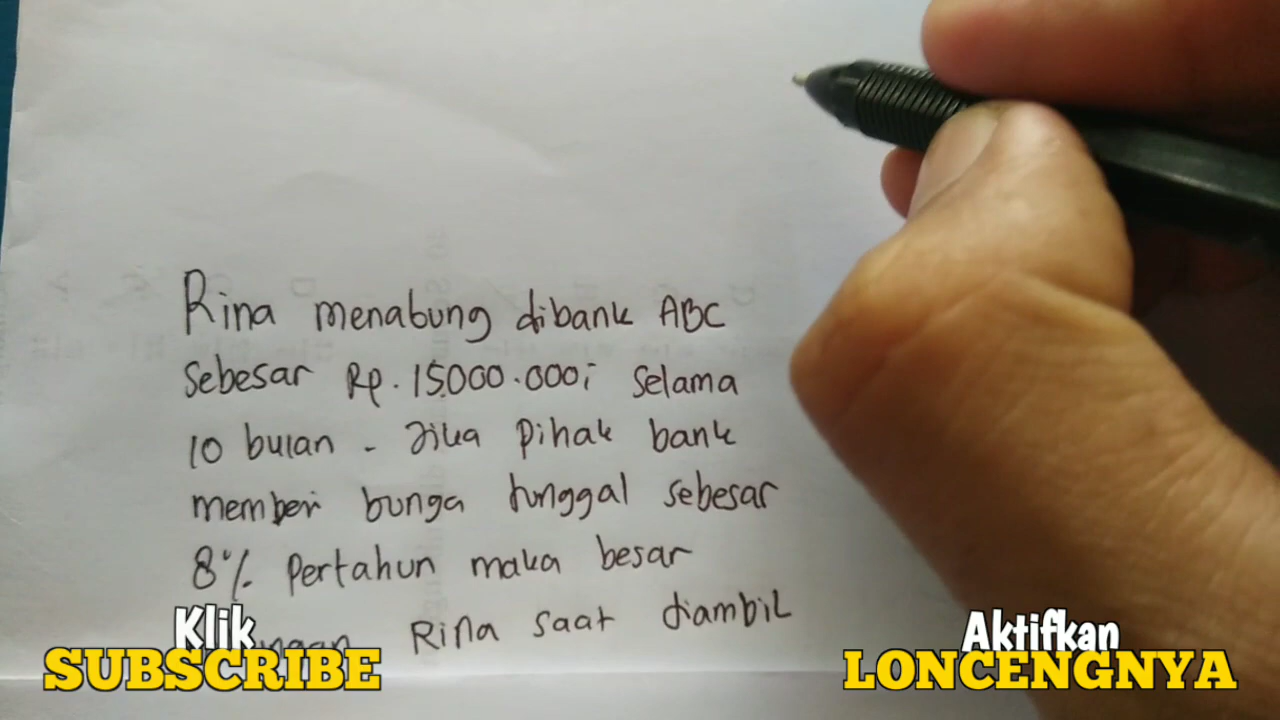 Rina menabung dibank ABC
sebesar Rp. 15.000.000; selama
10 bulan - Jika pihak bank
memberi bunga tunggal sebesar
8% pertahun maka besar
Rina saat diambil
Klik
SUBSCRIBE
Aktifkan
LONCENGNYA